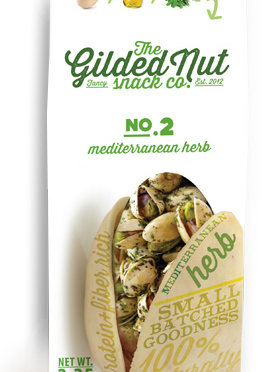 The
Gilded Nut
Fancy snack co. Est. 2012
NO.2
mediterranean herb
protein+fiber rich
MEDITERRANEAN
herb
SMALL
BATCHED
GOODNESS
100%
NET WT.